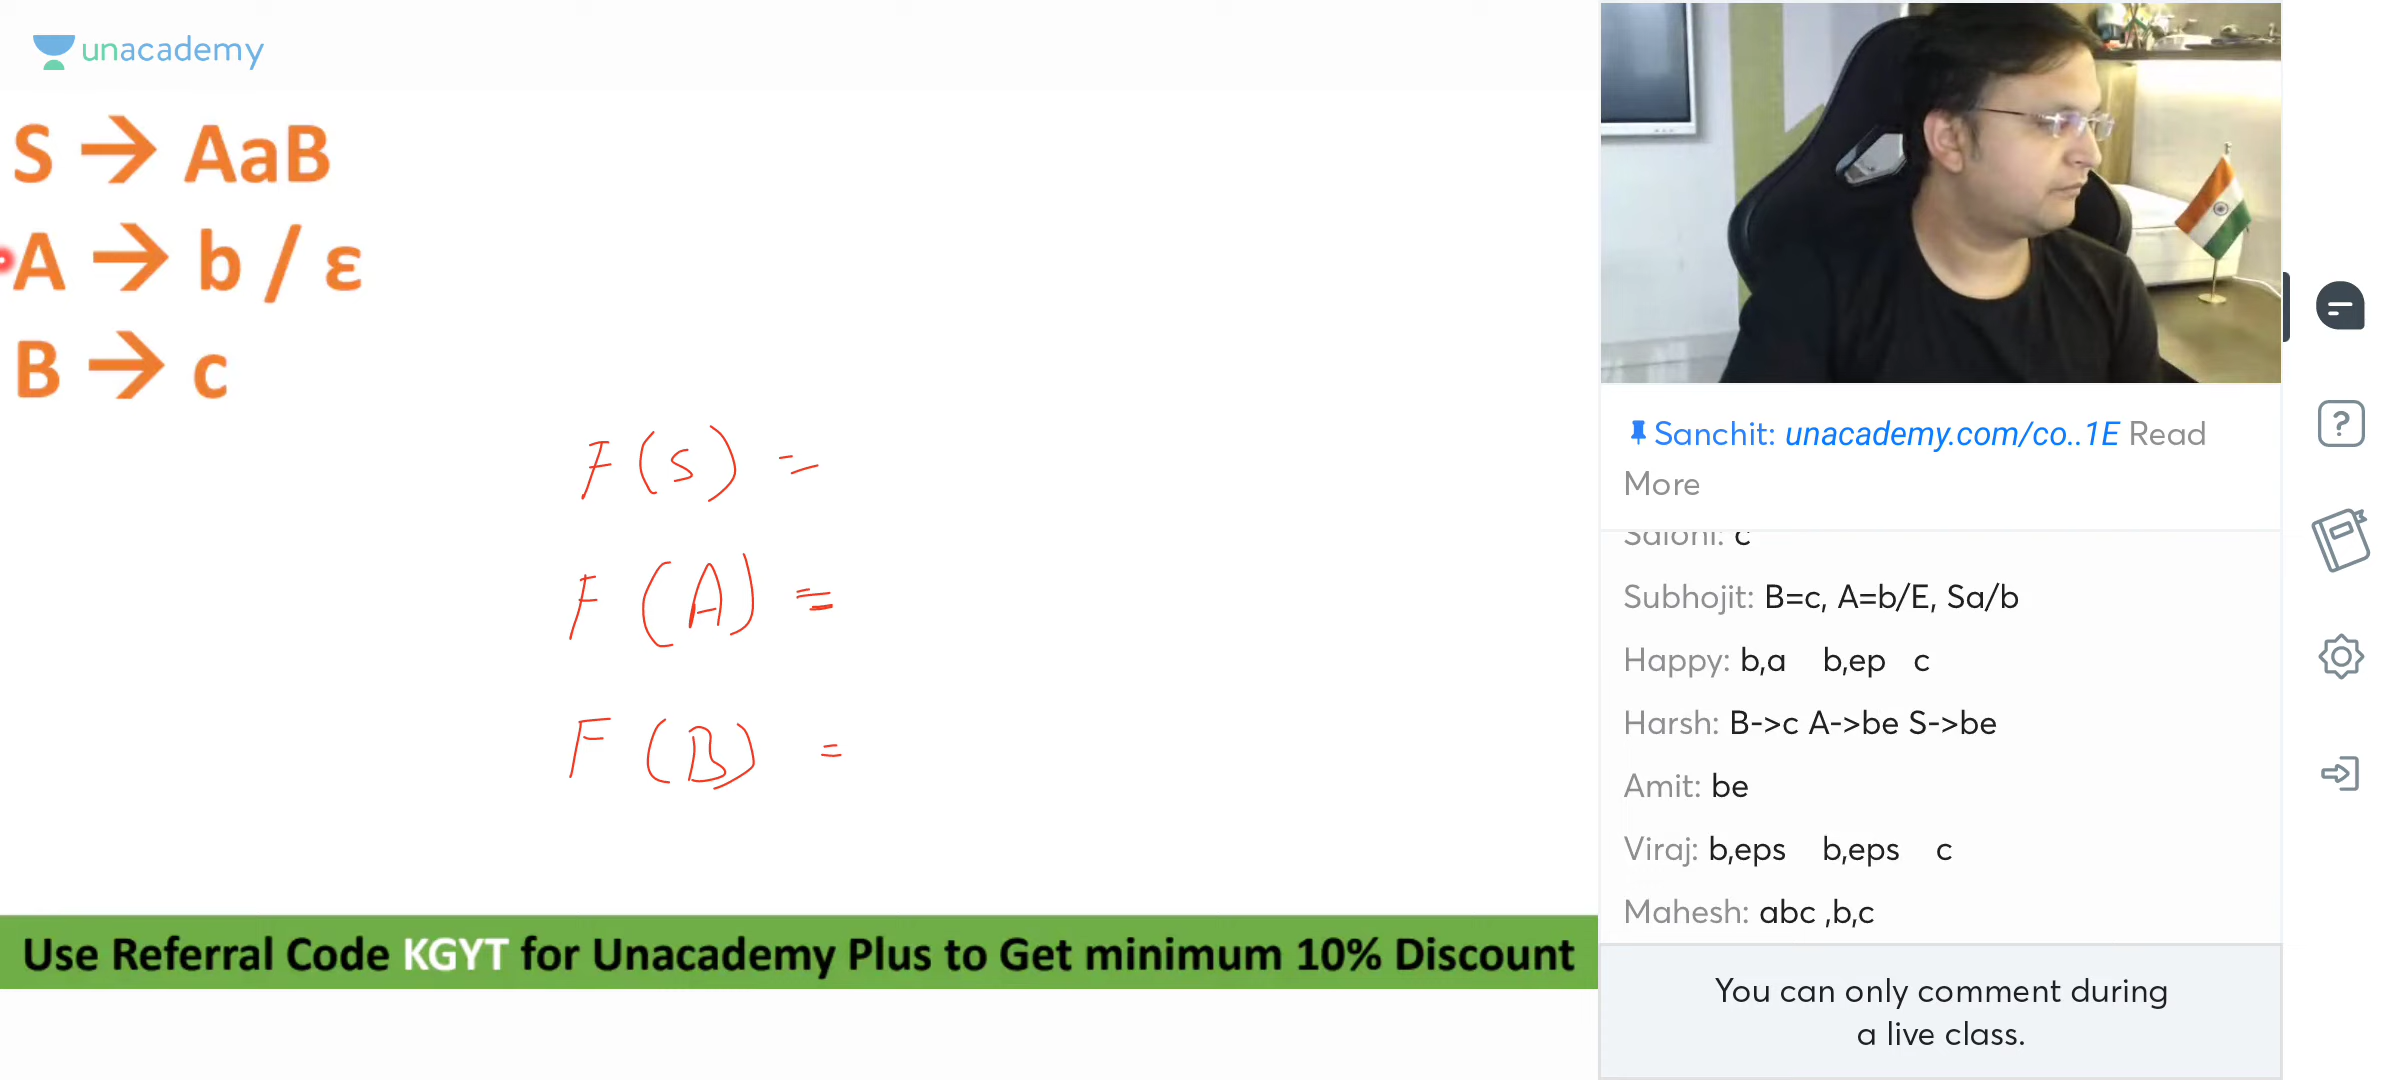 unacademy
S → AaB
A → b / ε
B → c
F(S) =
F(A) =
F(B) =
Use Referral Code KGYT for Unacademy Plus to Get minimum 10% Discount
Sanchit: unacademy.com/co..1E Read
More
Saloni: c
Subhojit: B=c, A=b/E, Sa/b
Happy: b,a b,ep c
Harsh: B->c A->be S->be
Amit: be
Viraj: b,eps b,eps c
Mahesh: abc ,b,c
You can only comment during
a live class.
?